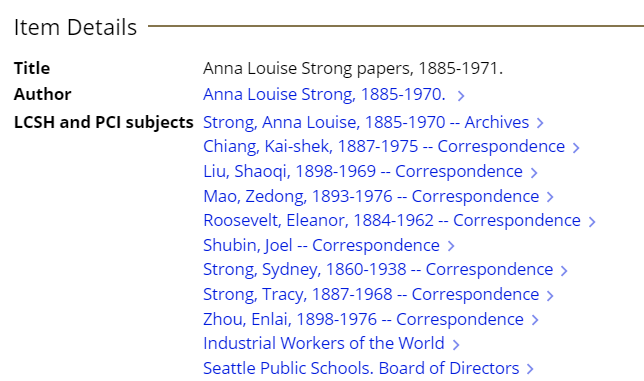 Item Details
Title Anna Louise Strong papers, 1885-1971.
Author Anna Louise Strong, 1885-1970.
LCSH and PCI subjects Strong, Anna Louise, 1885-1970 -- Archives
Chiang, Kai-shek, 1887-1975 -- Correspondence
Liu, Shaoqi, 1898-1969 -- Correspondence
Mao, Zedong, 1893-1976 -- Correspondence
Roosevelt, Eleanor, 1884-1962 -- Correspondence
Shubin, Joel -- Correspondence
Strong, Sydney, 1860-1938 -- Correspondence
Strong, Tracy, 1887-1968 -- Correspondence
Zhou, Enlai, 1898-1976 -- Correspondence
Industrial Workers of the World
Seattle Public Schools. Board of Directors